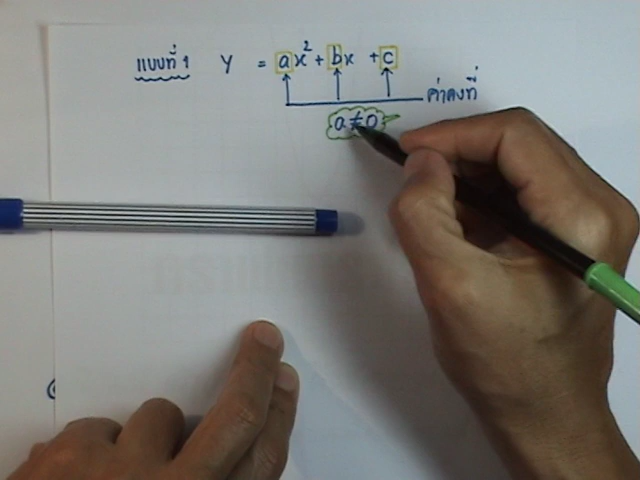 แบบที่ 1 y = ax² + bx + c
ค่าคงที่
a ≠ 0